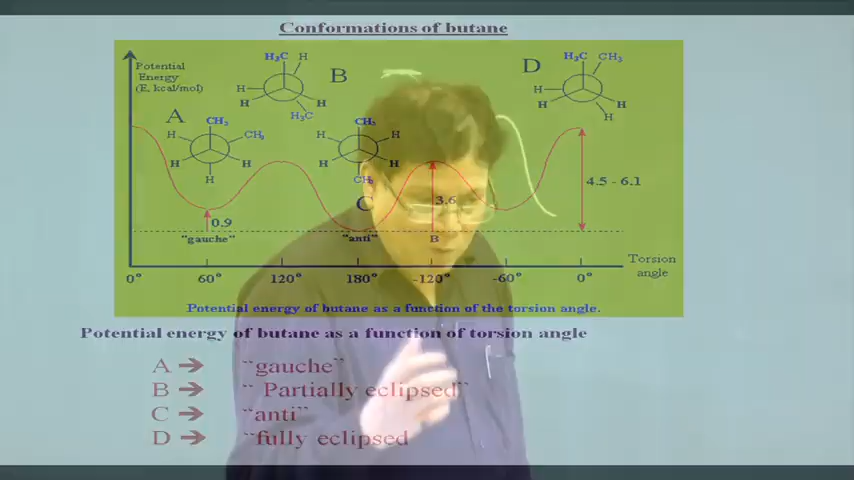 Conformations of butane
Potential
Energy
(E, kcal/mol)
H₃C H
H
H H
H₃C
B
D
H₃C CH₃
H
H H
H
A
CH₃
H CH₃
H H
H
CH₃
H H
H H
CH₃
C
0.9
3.6
4.5 - 6.1
"gauche"
"anti"
B
Torsion
angle
0° 60° 120° 180° -120° -60° 0°
Potential energy of butane as a function of the torsion angle.
Potential energy of butane as a function of torsion angle
A → "gauche"
B → " Partially eclipsed"
C → "anti"
D → "fully eclipsed